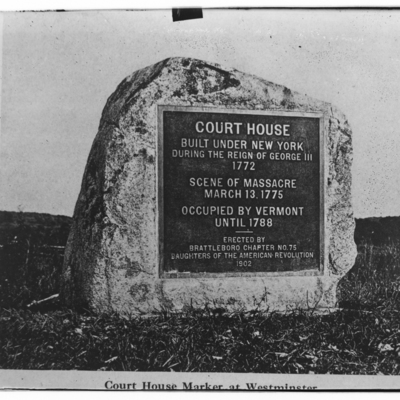 COURT HOUSE
BUILT UNDER NEW YORK
DURING THE REIGN OF GEORGE III
1772
SCENE OF MASSACRE
MARCH 13, 1775
OCCUPIED BY VERMONT
UNTIL 1788
ERECTED BY
BRATTLEBORO CHAPTER NO. 75
DAUGHTERS OF THE AMERICAN REVOLUTION
1902
Court House Marker at Westminster